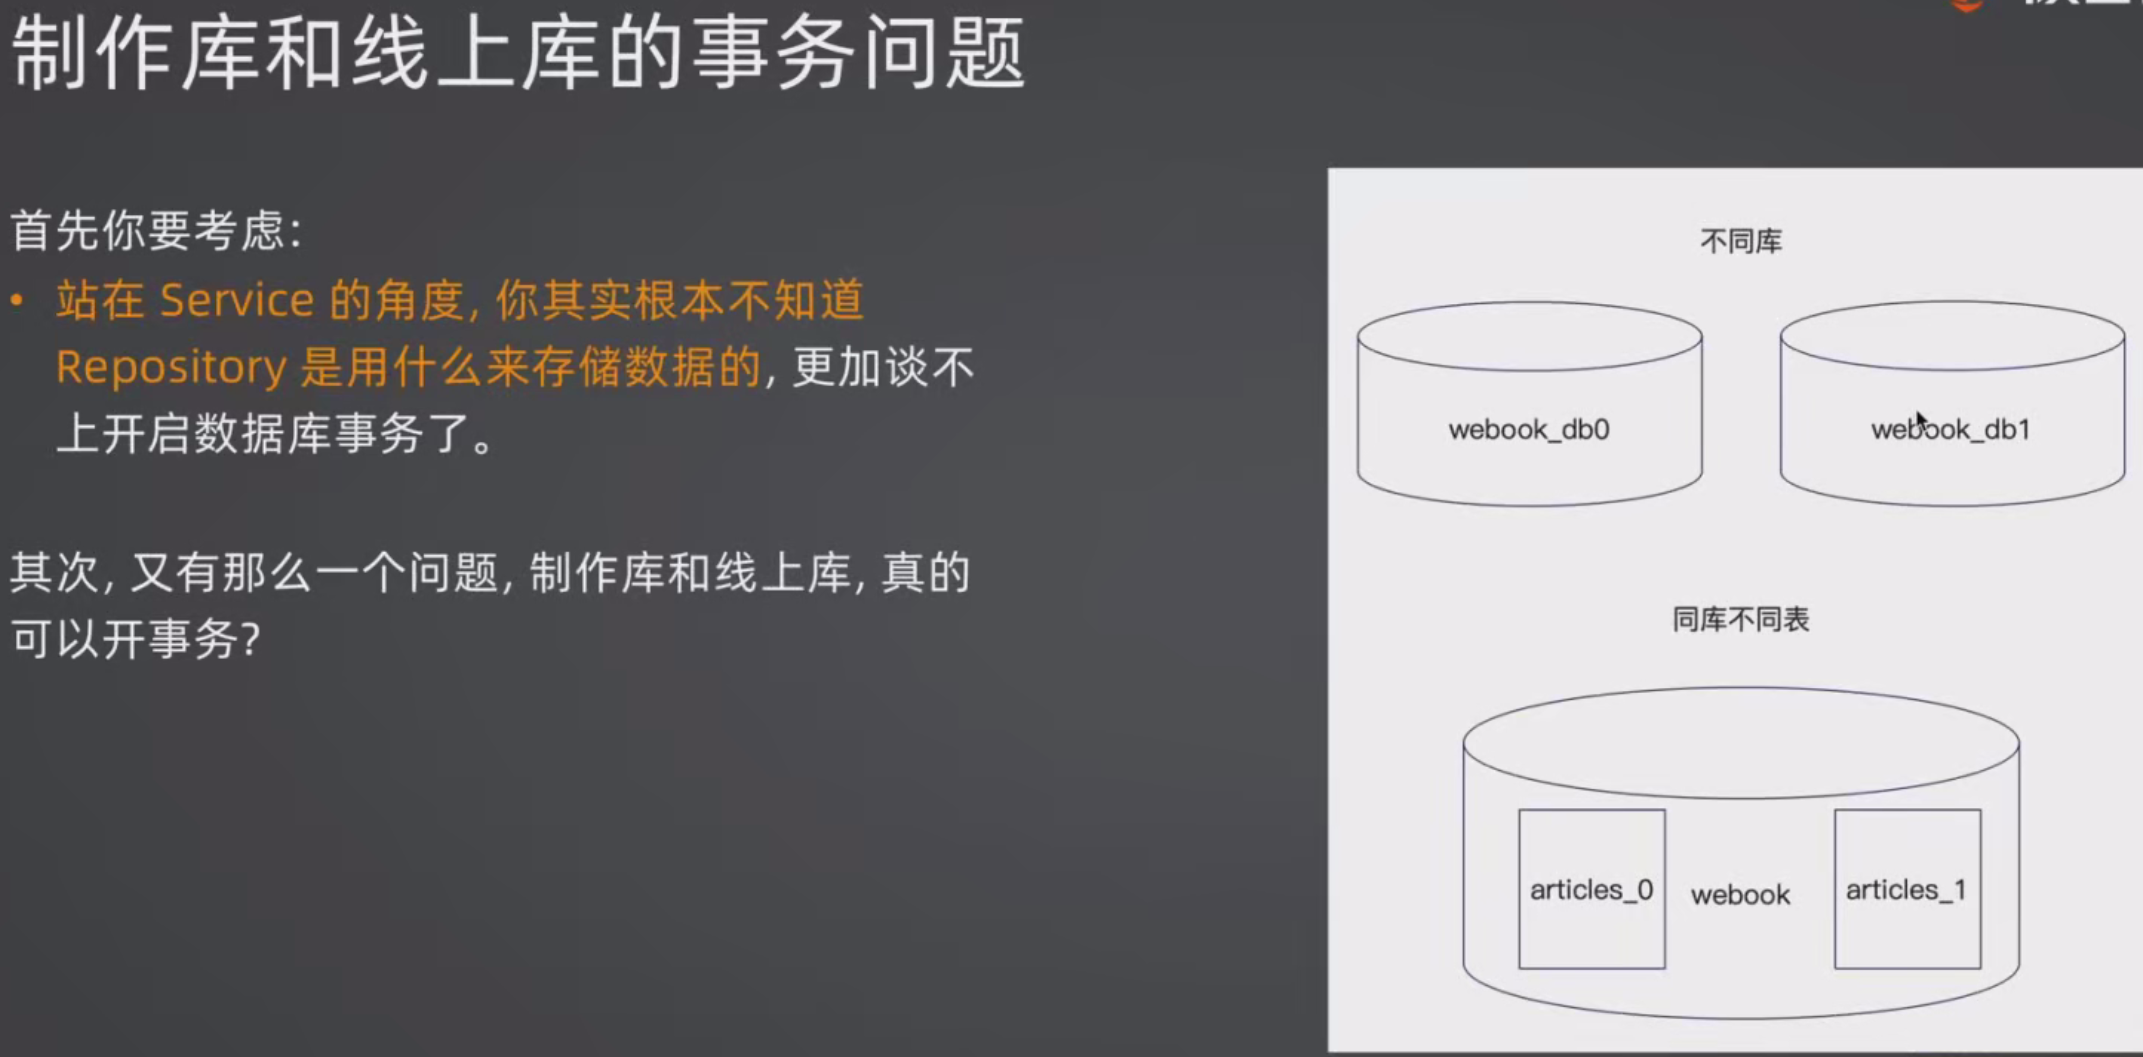 制作库和线上库的事务问题
首先你要考虑:
• 站在 Service 的角度, 你其实根本不知道
Repository 是用什么来存储数据的, 更加谈不
上开启数据库事务了。
其次, 又有那么一个问题, 制作库和线上库, 真的
可以开事务?
不同库
webook_db0
webook_db1
同库不同表
articles_0
webook
articles_1